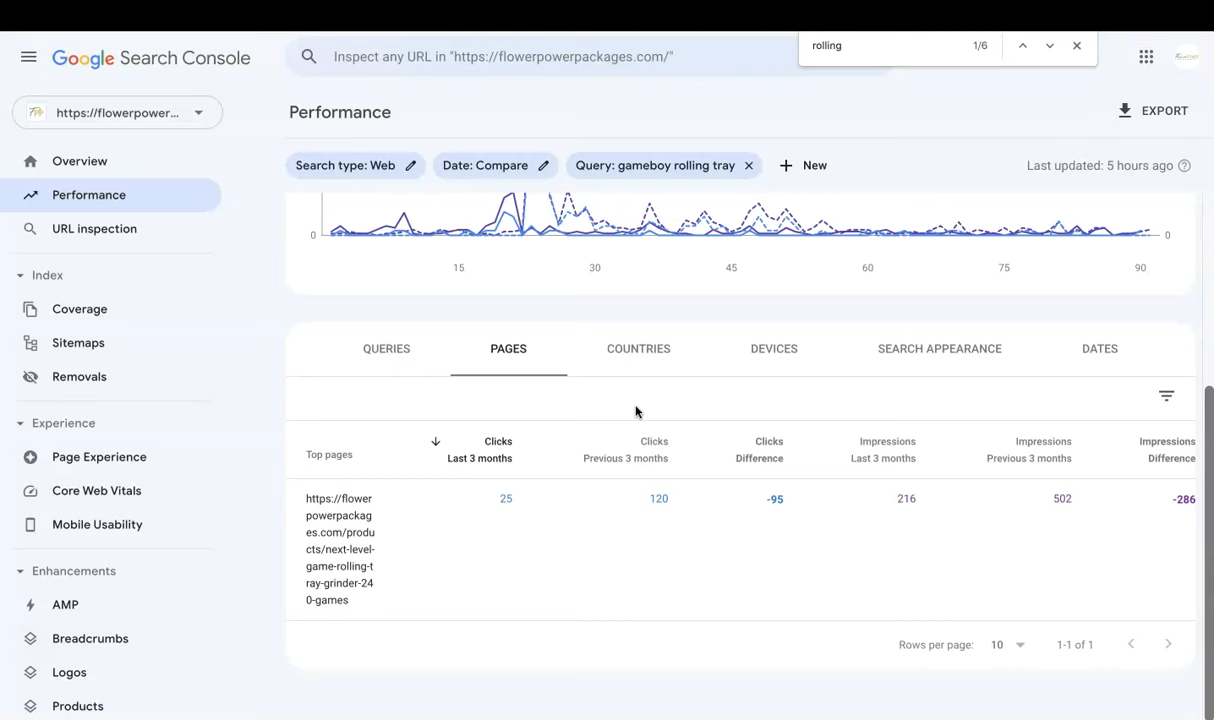 Google Search Console
Inspect any URL in "https://flowerpowerpackages.com/"
rolling
1/6
https://flowerpower...
Performance
EXPORT
Search type: Web
Date: Compare
Query: gameboy rolling tray
New
Last updated: 5 hours ago
Overview
Performance
URL inspection
Index
Coverage
Sitemaps
Removals
Experience
Page Experience
Core Web Vitals
Mobile Usability
Enhancements
AMP
Breadcrumbs
Logos
Products
0
0
15
30
45
60
75
90
QUERIES
PAGES
COUNTRIES
DEVICES
SEARCH APPEARANCE
DATES
Top pages
Clicks
Last 3 months
Clicks
Previous 3 months
Clicks
Difference
Impressions
Last 3 months
Impressions
Previous 3 months
Impressions
Difference
https://flower
powerpackag
es.com/produ
cts/next-level-
game-rolling-t
ray-grinder-24
0-games
25
120
-95
216
502
-286
Rows per page:
10
1-1 of 1